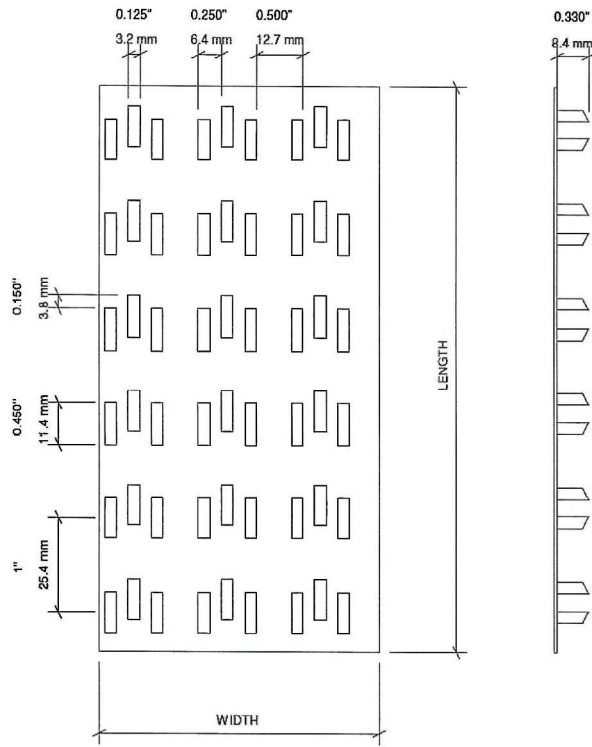 0.125" 0.250" 0.500" 0.330"
3.2 mm 6.4 mm 12.7 mm 8.4 mm
0.150"
3.8 mm
0.450"
11.4 mm
1"
25.4 mm
LENGTH
WIDTH